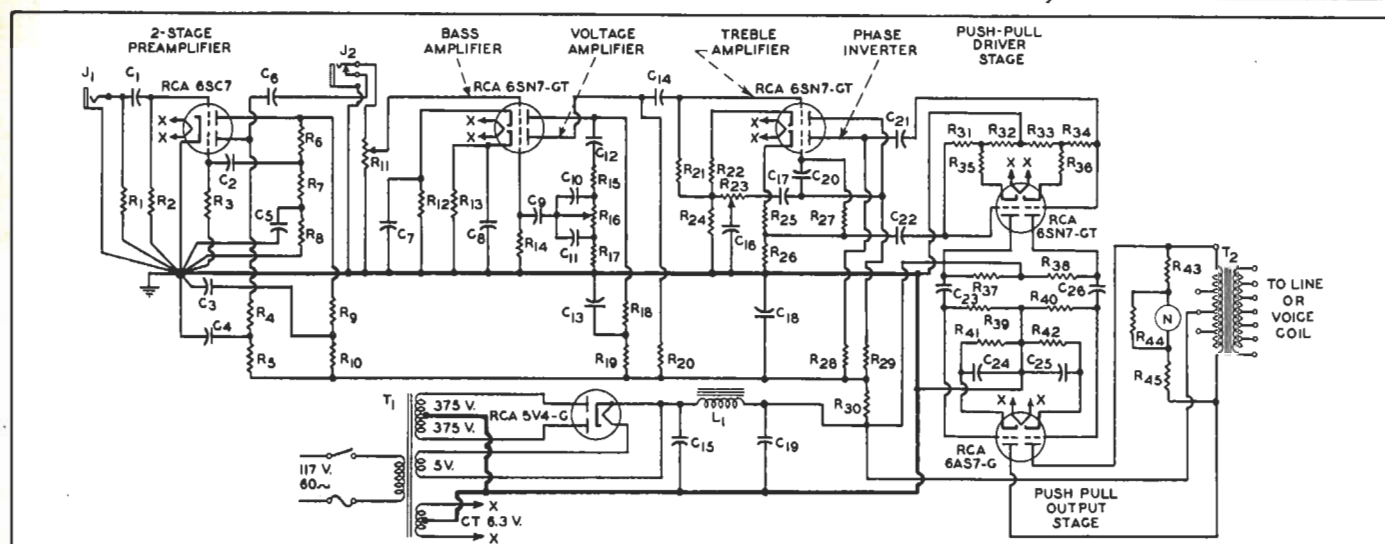 2-STAGE
PREAMPLIFIER
BASS
AMPLIFIER
VOLTAGE
AMPLIFIER
TREBLE
AMPLIFIER
PHASE
INVERTER
PUSH-PULL
DRIVER
STAGE
J1
C1
RCA 6SC7
C6
J2
RCA 6SN7-GT
C14
RCA 6SN7-GT
C21
R31
R32
R33
R34
X
X
R6
X
X
C12
X
X
R35
X
X
R36
C2
R11
R15
R21
R22
C17
C20
R1
R2
R3
R7
C10
R23
RCA
6SN7-GT
C5
R8
C7
R12
R13
C8
R14
C9
R16
C11
R17
R24
C16
R25
R27
C22
R26
R38
R43
T2
C3
R37
C23
R40
C26
TO LINE
OR
VOICE
COIL
C4
R4
R9
C13
R18
C18
R39
N
R5
R10
R19
R20
R28
R29
R41
R42
R44
C24
C25
R45
T1
375 V.
375 V.
RCA 5V4-G
L1
R30
X
X
117 V.
60~
5V.
C15
C19
RCA
6AS7-G
X
CT 6.3 V.
X
PUSH PULL
OUTPUT
STAGE